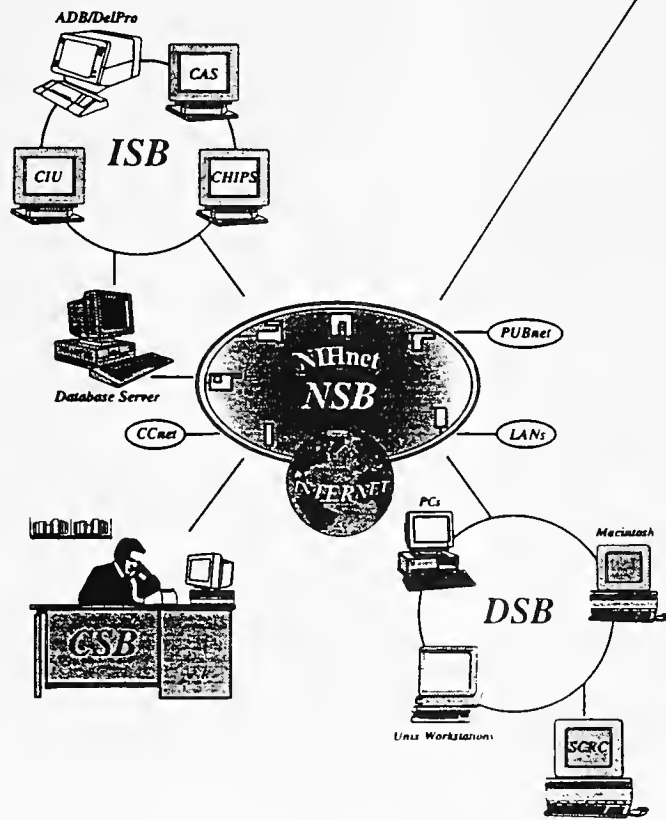 ADB/DelPro
CAS
ISB
CIU
CHIPS
NIHnet
PUBnet
NSB
Database Server
CCnet
LANs
INTERNET
PCs
Macintosh
DSB
CSB
Unix Workstations
SCRC